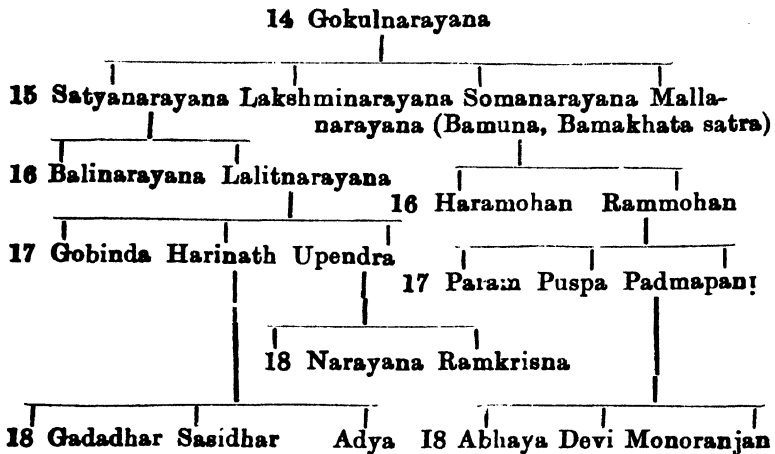 14 Gokulnarayana
15 Satyanarayana Lakshminarayana Somanarayana Malla-
narayana (Bamuna, Bamakhata satra)
16 Balinarayana Lalitnarayana
16 Haramohan Rammohan
17 Gobinda Harinath Upendra
17 Param Puspa Padmapani
18 Narayana Ramkrisna
18 Gadadhar Sasidhar Adya 18 Abhaya Devi Monoranjan